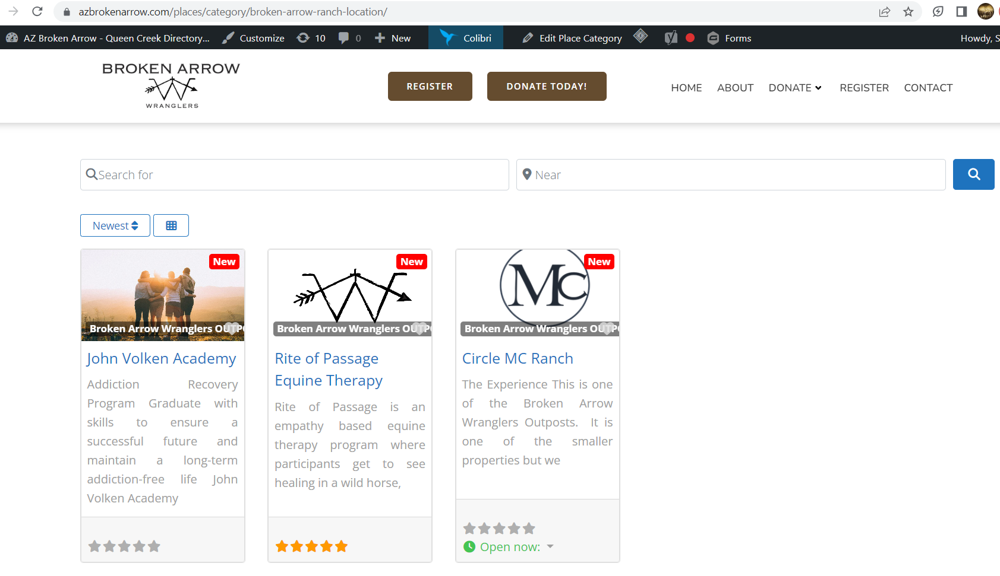 azbrokenarrow.com/places/category/broken-arrow-ranch-location/
AZ Broken Arrow - Queen Creek Directory... Customize 10 0 New Colibri Edit Place Category Forms Howdy, S
BROKEN ARROW
WRANGLERS
REGISTER DONATE TODAY!
HOME ABOUT DONATE REGISTER CONTACT
Search for Near
Newest
New
Broken Arrow Wranglers OUTPO
John Volken Academy
Addiction Recovery
Program Graduate with
skills to ensure a
successful future and
maintain a long-term
addiction-free life John
Volken Academy
New
Broken Arrow Wranglers OUTP
Rite of Passage
Equine Therapy
Rite of Passage is an
empathy based equine
therapy program where
participants get to see
healing in a wild horse,
MC
New
Broken Arrow Wranglers OUTPO
Circle MC Ranch
The Experience This is one
of the Broken Arrow
Wranglers Outposts. It is
one of the smaller
properties but we
Open now: